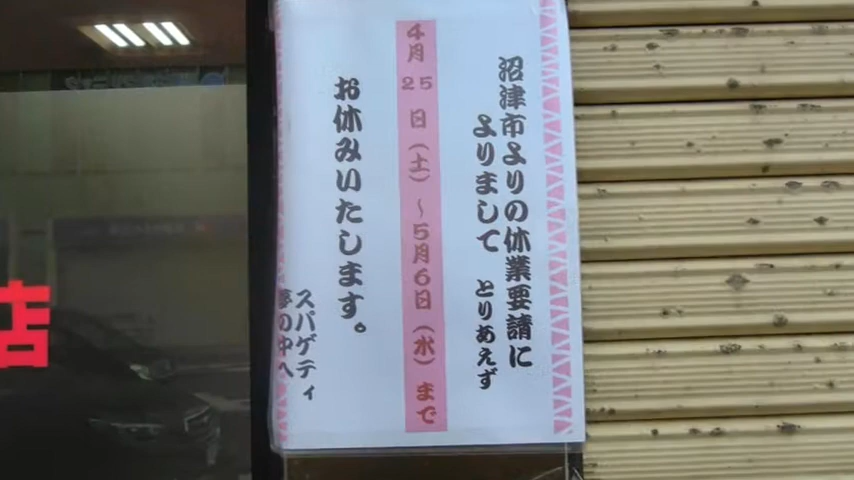 沼津市よりの休業要請に
よりまして とりあえず
4月25日(土)〜5月6日(水)まで
お休みいたします。
スパゲティ
夢の中へ
店